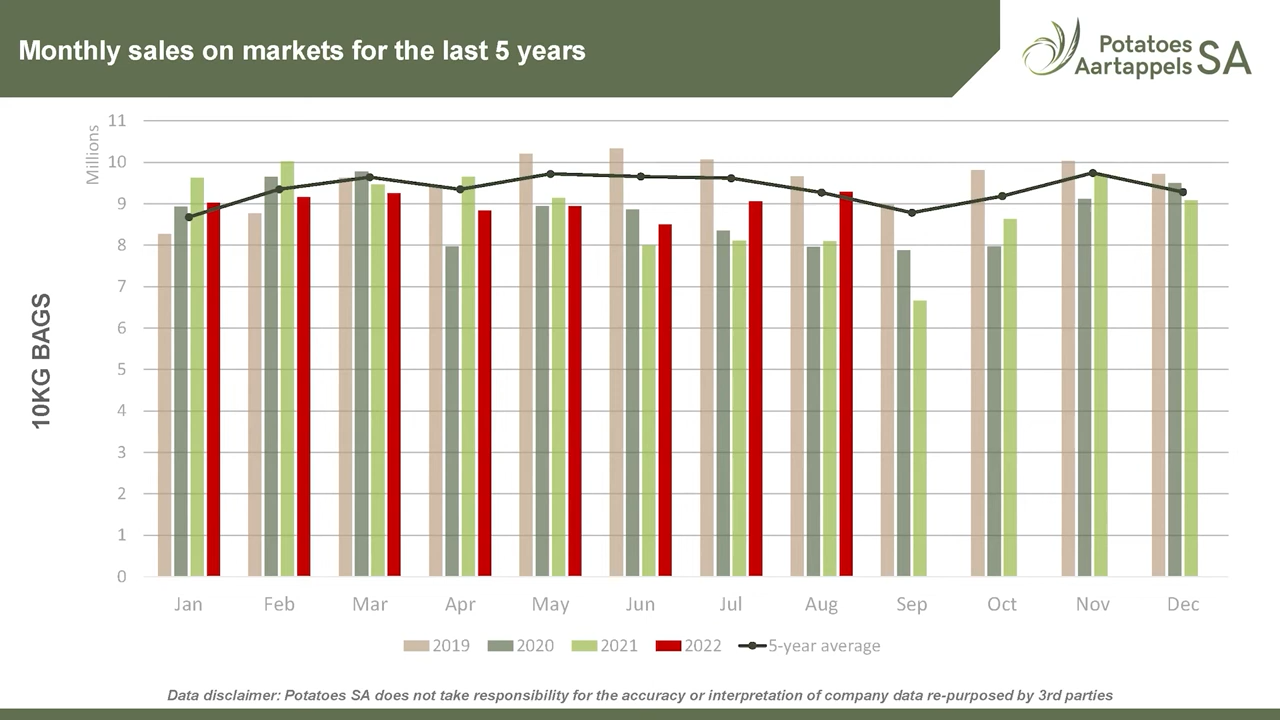 Monthly sales on markets for the last 5 years
Potatoes
Aartappels SA
Millions
11
10
9
8
7
6
5
4
3
2
1
0
10KG BAGS
Jan Feb Mar Apr May Jun Jul Aug Sep Oct Nov Dec
2019 2020 2021 2022 5-year average
Data disclaimer: Potatoes SA does not take responsibility for the accuracy or interpretation of company data re-purposed by 3rd parties